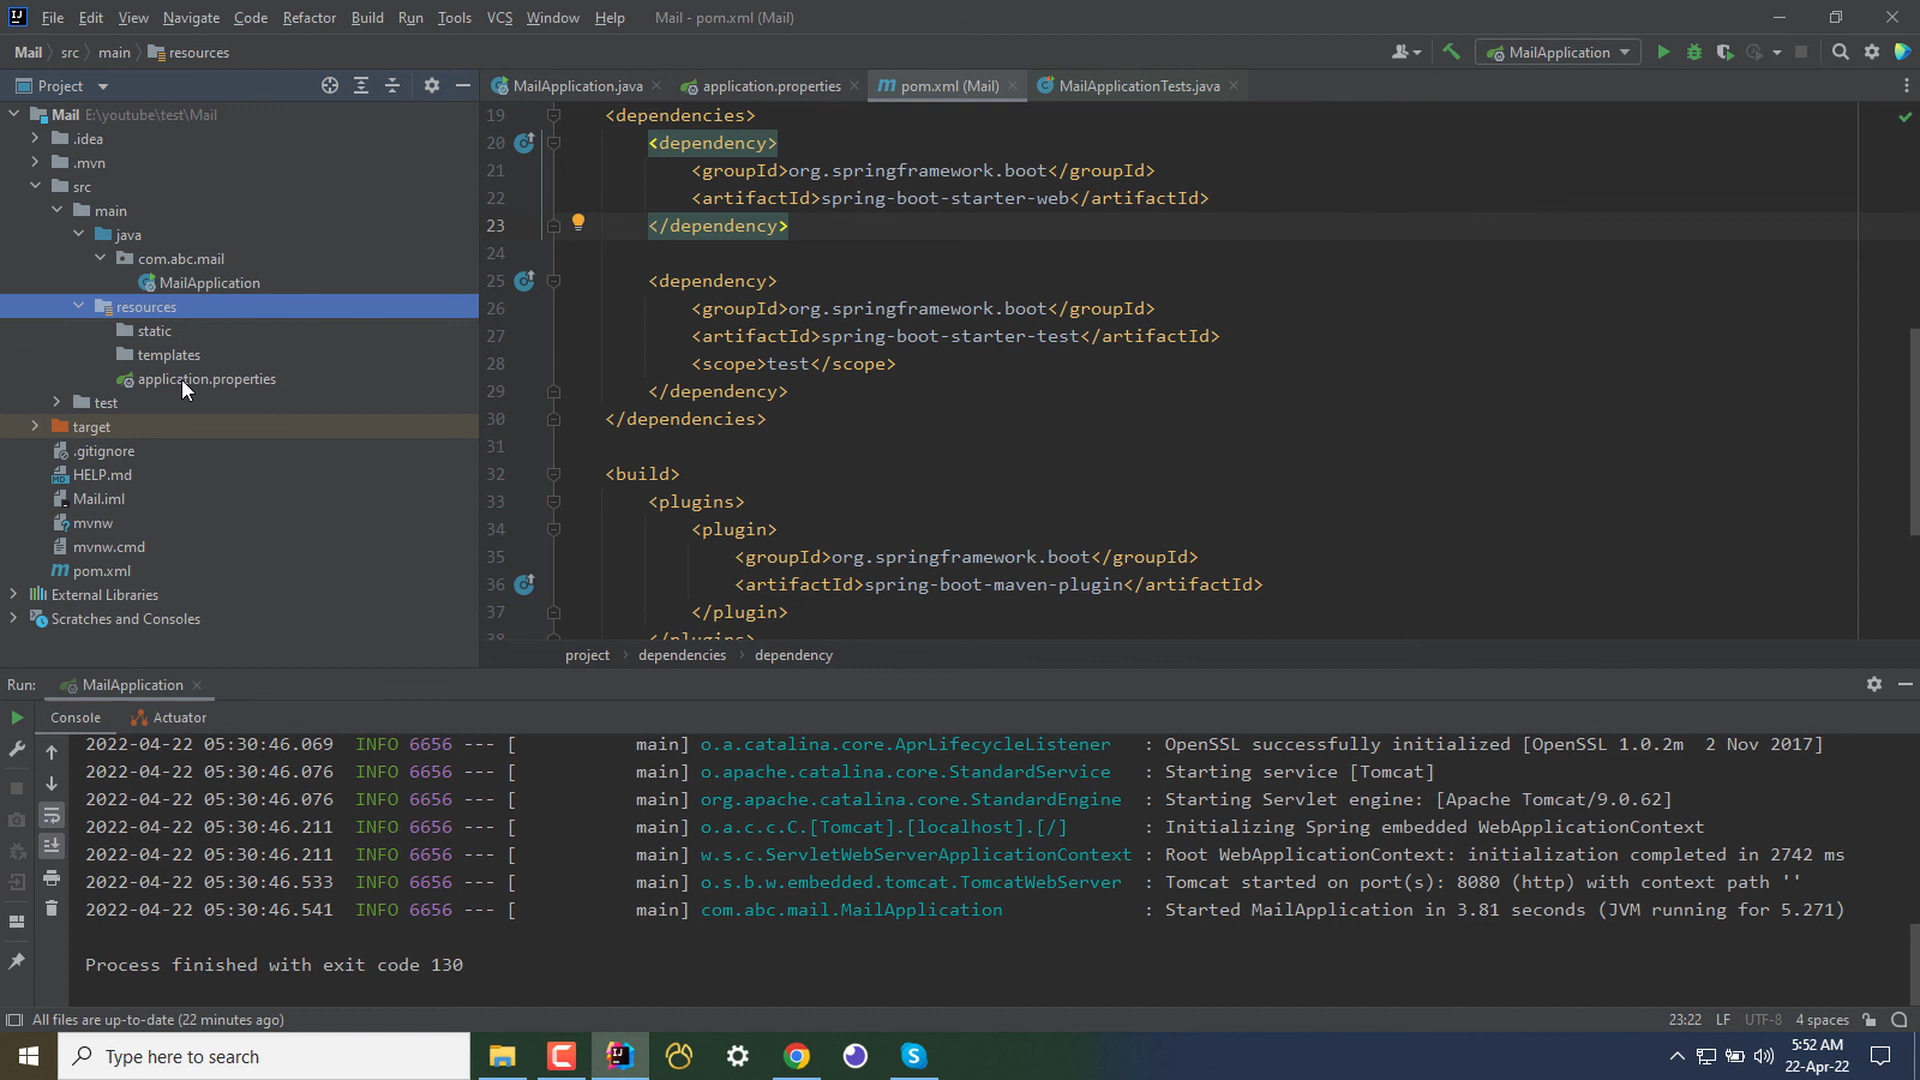 File Edit View Navigate Code Refactor Build Run Tools VCS Window Help Mail - pom.xml (Mail)
Mail src main resources MailApplication
Project
MailApplication.java application.properties pom.xml (Mail) MailApplicationTests.java
Mail E:\youtube\test\Mail
.idea
.mvn
src
main
java
com.abc.mail
MailApplication
resources
static
templates
application.properties
test
target
.gitignore
HELP.md
Mail.iml
mvnw
mvnw.cmd
pom.xml
External Libraries
Scratches and Consoles
19 <dependencies>
20 <dependency>
21 <groupId>org.springframework.boot</groupId>
22 <artifactId>spring-boot-starter-web</artifactId>
23 </dependency>
24
25 <dependency>
26 <groupId>org.springframework.boot</groupId>
27 <artifactId>spring-boot-starter-test</artifactId>
28 <scope>test</scope>
29 </dependency>
30 </dependencies>
31
32 <build>
33 <plugins>
34 <plugin>
35 <groupId>org.springframework.boot</groupId>
36 <artifactId>spring-boot-maven-plugin</artifactId>
37 </plugin>
38 </plugins>
project dependencies dependency
Run: MailApplication
Console Actuator
2022-04-22 05:30:46.069 INFO 6656 --- [ main] o.a.catalina.core.AprLifecycleListener : OpenSSL successfully initialized [OpenSSL 1.0.2m 2 Nov 2017]
2022-04-22 05:30:46.076 INFO 6656 --- [ main] o.apache.catalina.core.StandardService : Starting service [Tomcat]
2022-04-22 05:30:46.076 INFO 6656 --- [ main] org.apache.catalina.core.StandardEngine : Starting Servlet engine: [Apache Tomcat/9.0.62]
2022-04-22 05:30:46.211 INFO 6656 --- [ main] o.a.c.c.C.[Tomcat].[localhost].[/] : Initializing Spring embedded WebApplicationContext
2022-04-22 05:30:46.211 INFO 6656 --- [ main] w.s.c.ServletWebServerApplicationContext : Root WebApplicationContext: initialization completed in 2742 ms
2022-04-22 05:30:46.533 INFO 6656 --- [ main] o.s.b.w.embedded.tomcat.TomcatWebServer : Tomcat started on port(s): 8080 (http) with context path ''
2022-04-22 05:30:46.541 INFO 6656 --- [ main] com.abc.mail.MailApplication : Started MailApplication in 3.81 seconds (JVM running for 5.271)
Process finished with exit code 130
All files are up-to-date (22 minutes ago) 23:22 LF UTF-8 4 spaces
Type here to search
5:52 AM
22-Apr-22